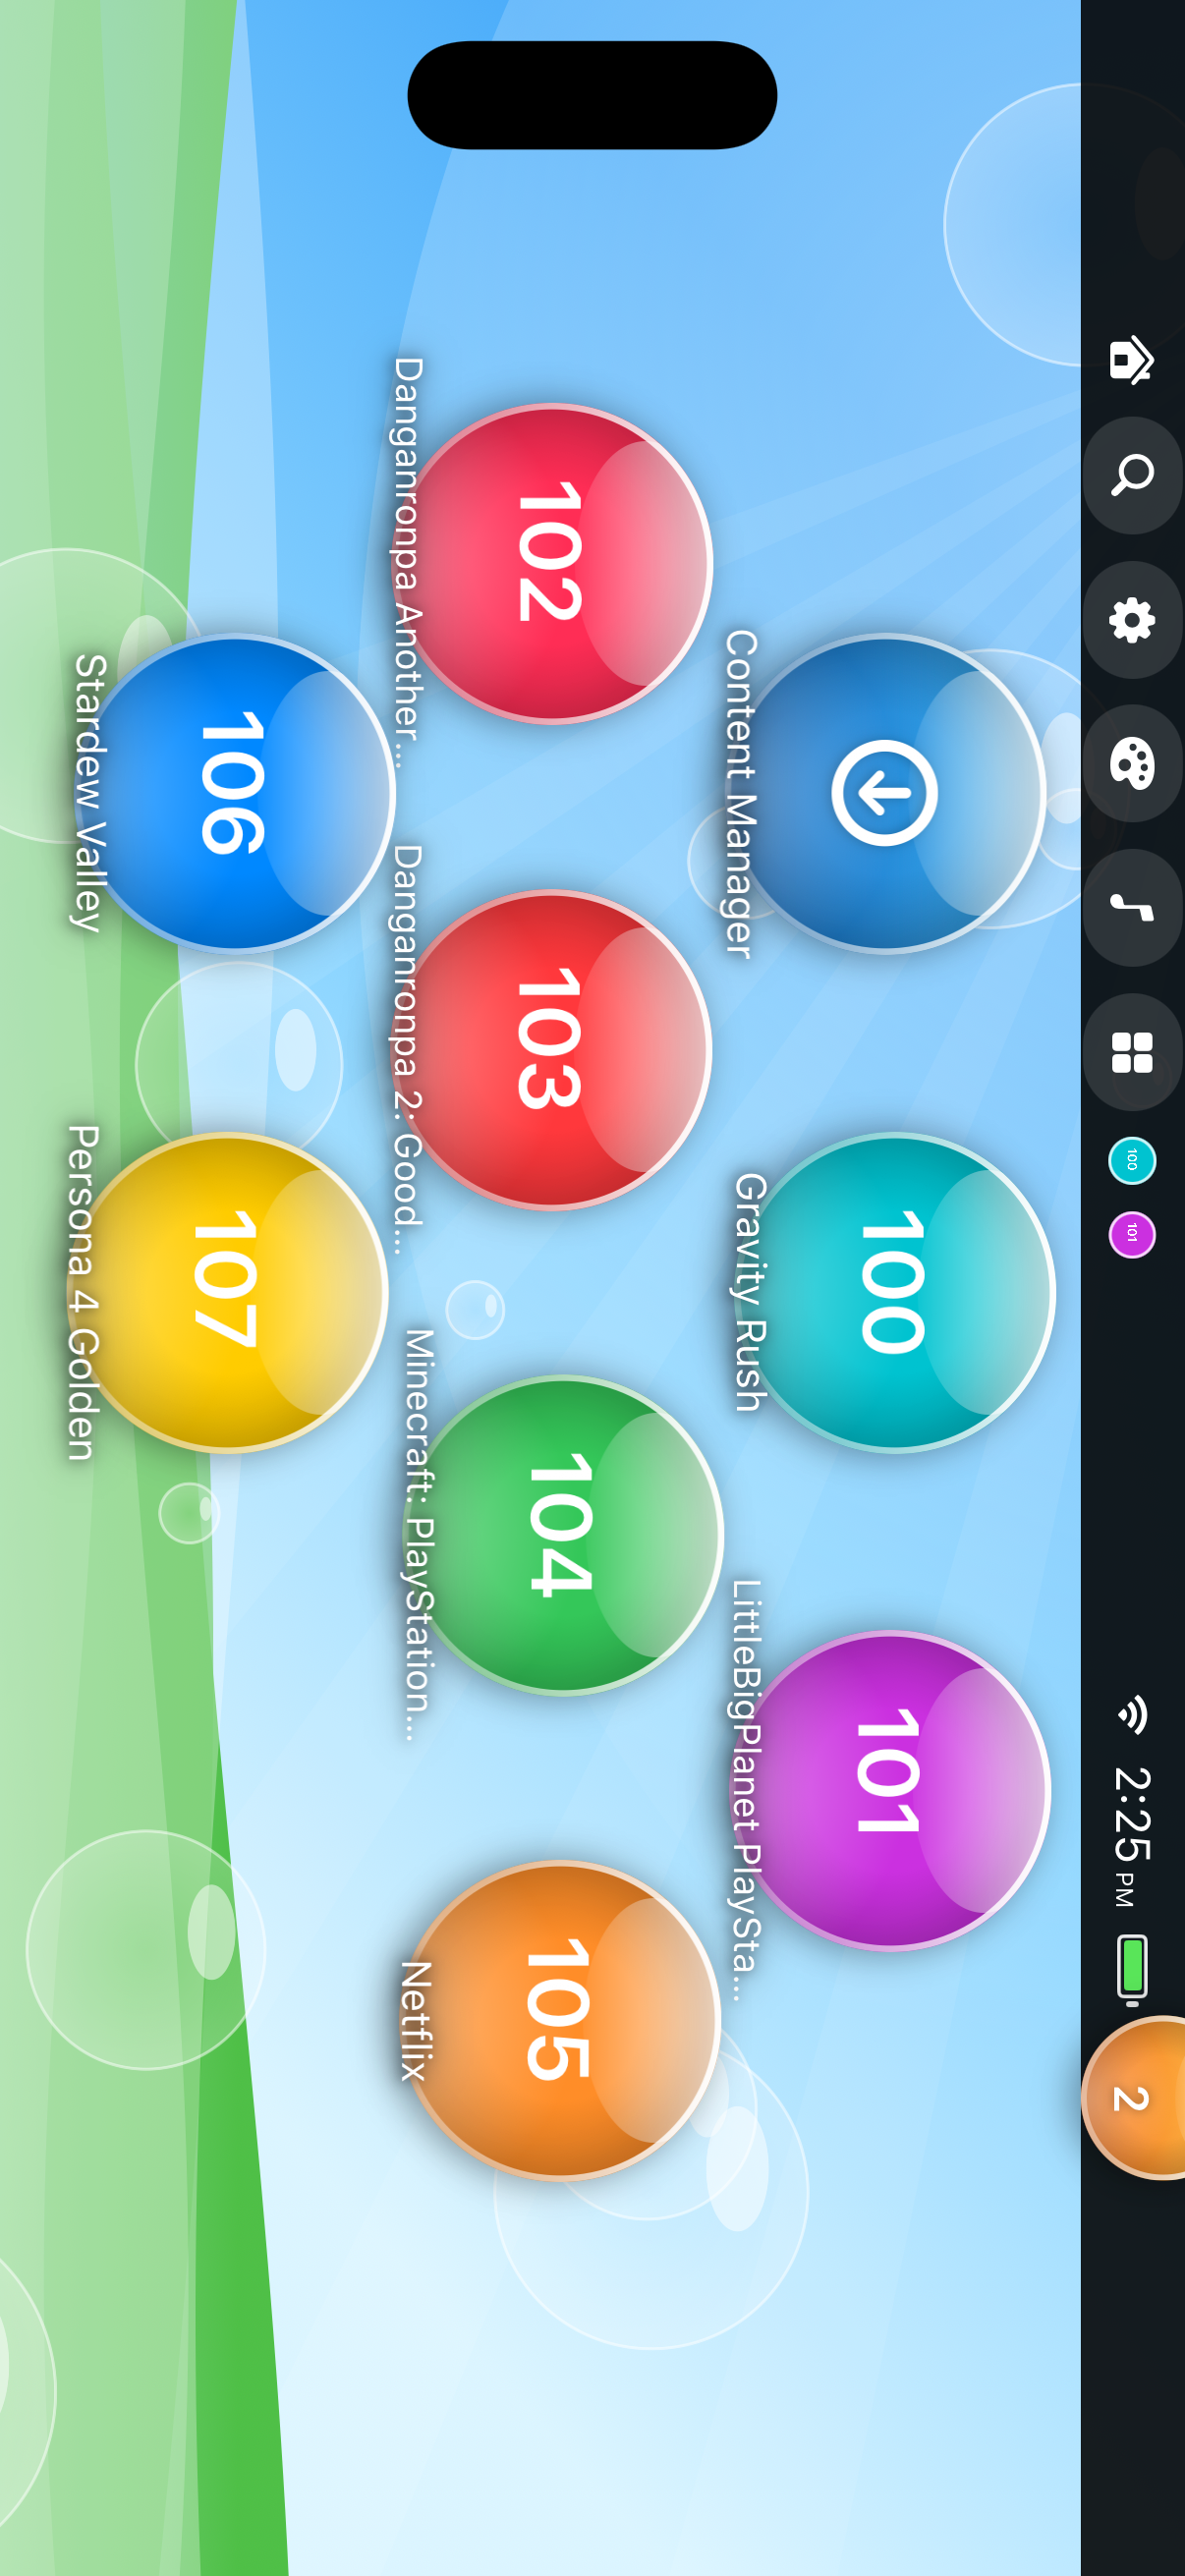 100
101
2:25 PM
2
Content Manager
100
Gravity Rush
101
LittleBigPlanet PlaySta...
102
Danganronpa Another...
103
Danganronpa 2: Good...
104
Minecraft: PlayStation...
105
Netflix
106
Stardew Valley
107
Persona 4 Golden